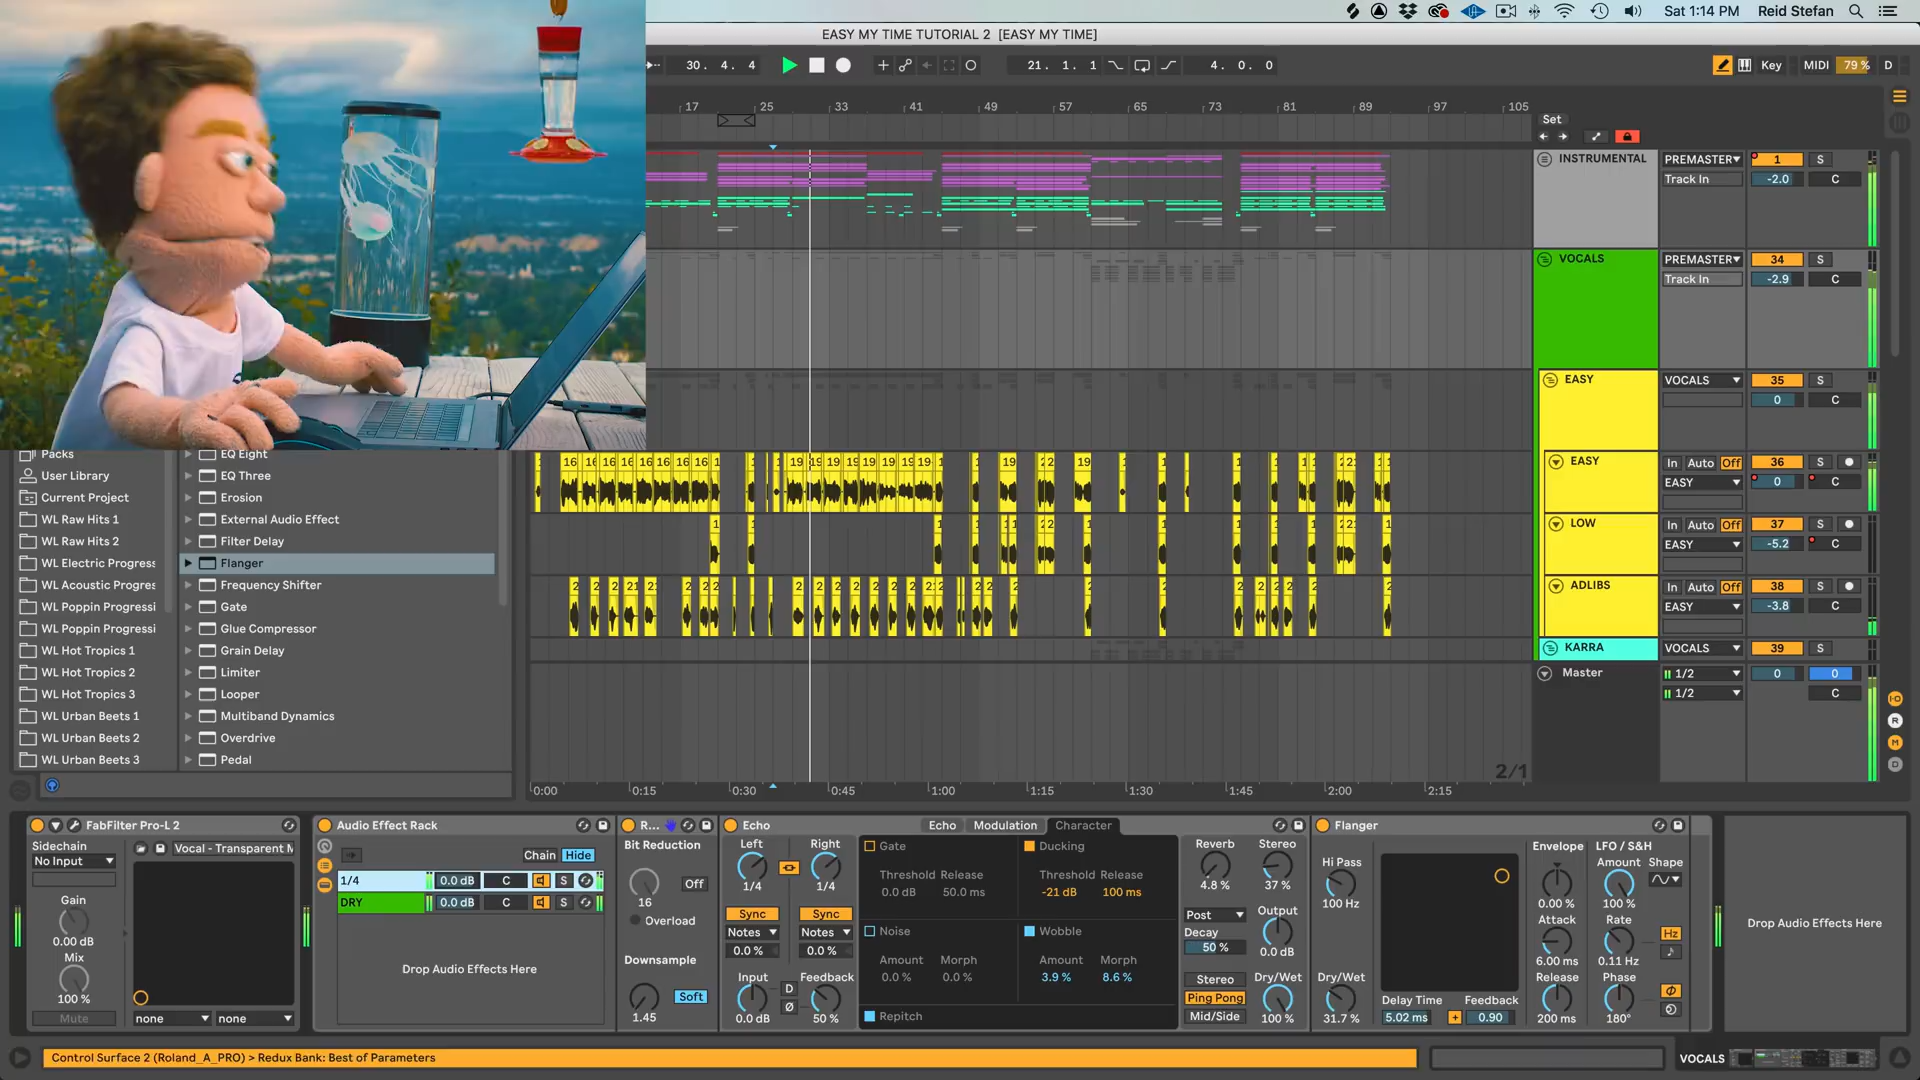 Sat 1:14 PM Reid Stefan
EASY MY TIME TUTORIAL 2 [EASY MY TIME]
30. 4. 4
21. 1. 1
4. 0. 0
Key MIDI 79 % D
17 25 33 41 49 57 65 73 81 89 97 105
Set
INSTRUMENTAL PREMASTER 1 S
Track In -2.0 C
VOCALS PREMASTER 34 S
Track In -2.9 C
EASY VOCALS 35 S
0 C
EASY In Auto Off 36 S
EASY 0 C
LOW In Auto Off 37 S
EASY -5.2 C
ADLIBS In Auto Off 38 S
EASY -3.8 C
KARRA VOCALS 39 S
Master 1/2 0 0
1/2 C
2/1
0:00 0:15 0:30 0:45 1:00 1:15 1:30 1:45 2:00 2:15
Packs
User Library
Current Project
WL Raw Hits 1
WL Raw Hits 2
WL Electric Progress
WL Acoustic Progres
WL Poppin Progressi
WL Poppin Progressi
WL Hot Tropics 1
WL Hot Tropics 2
WL Hot Tropics 3
WL Urban Beets 1
WL Urban Beets 2
WL Urban Beets 3
EQ Eight
EQ Three
Erosion
External Audio Effect
Filter Delay
Flanger
Frequency Shifter
Gate
Glue Compressor
Grain Delay
Limiter
Looper
Multiband Dynamics
Overdrive
Pedal
I·O
R
M
D
FabFilter Pro-L 2
Sidechain
No Input
Vocal - Transparent M
Gain
0.00 dB
Mix
100 %
Mute
none none
Audio Effect Rack
Chain Hide
1/4 0.0 dB C S
DRY 0.0 dB C S
Drop Audio Effects Here
R...
Bit Reduction
Off
16
Overload
Downsample
Soft
1.45
Echo
Echo Modulation Character
Left Right
1/4 1/4
Sync Sync
Notes Notes
0.0 % 0.0 %
Input Feedback
D
Ø
0.0 dB 50 %
Gate
Threshold Release
0.0 dB 50.0 ms
Ducking
Threshold Release
-21 dB 100 ms
Noise
Amount Morph
0.0 % 0.0 %
Wobble
Amount Morph
3.9 % 8.6 %
Repitch
Reverb Stereo
4.8 % 37 %
Post
Output
Decay
50 %
0.0 dB
Stereo
Dry/Wet
Ping Pong
Mid/Side
100 %
Flanger
Hi Pass
100 Hz
Dry/Wet
31.7 %
Delay Time Feedback
5.02 ms + 0.90
Envelope
0.00 %
Attack
6.00 ms
Release
200 ms
LFO / S&H
Amount Shape
100 %
Rate
Hz
0.11 Hz
Phase
180°
Drop Audio Effects Here
Control Surface 2 (Roland_A_PRO) > Redux Bank: Best of Parameters
VOCALS